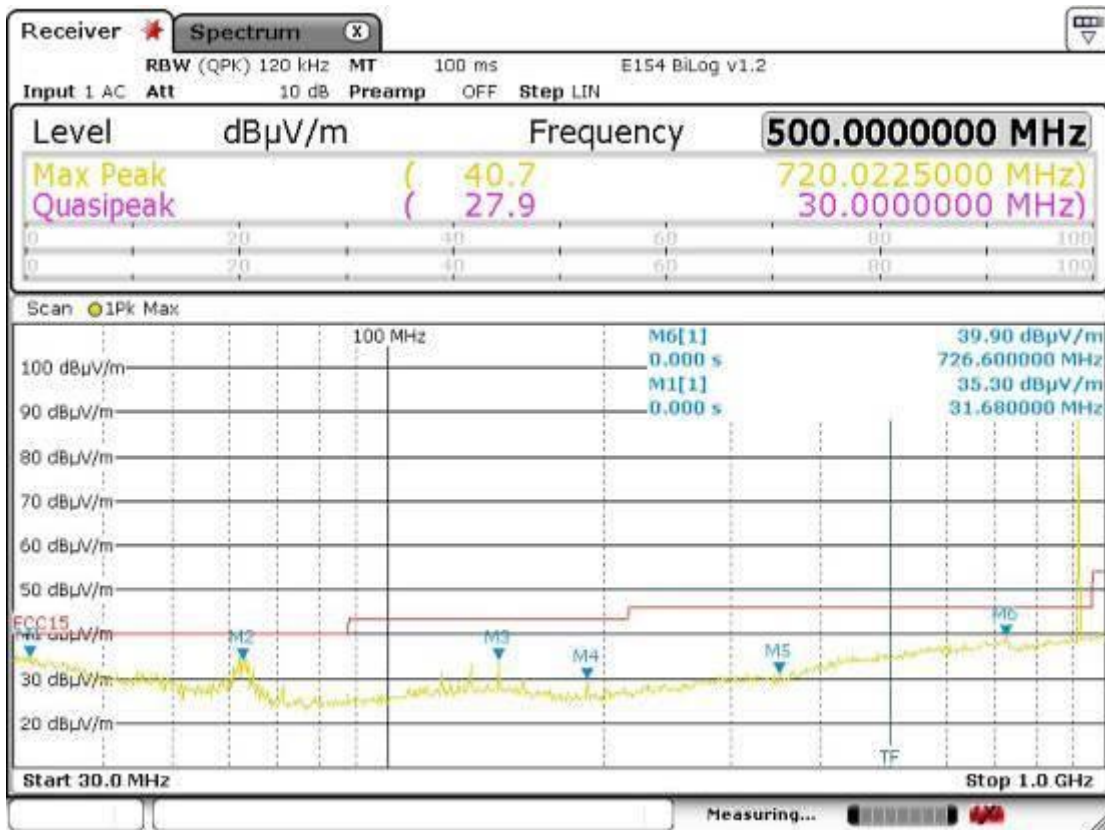 Receiver Spectrum X
RBW (QPK) 120 kHz MT 100 ms E154 BiLog v1.2
Input 1 AC Att 10 dB Preamp OFF Step LIN
Level dBµV/m Frequency 500.0000000 MHz
Max Peak ( 40.7 720.0225000 MHz)
Quasipeak ( 27.9 30.0000000 MHz)
0 20 40 60 80 100
0 20 40 60 80 100
Scan 1Pk Max
100 MHz
M6[1] 39.90 dBµV/m
0.000 s 726.600000 MHz
M1[1] 35.30 dBµV/m
0.000 s 31.680000 MHz
100 dBµV/m
90 dBµV/m
80 dBµV/m
70 dBµV/m
60 dBµV/m
50 dBµV/m
dBµV/m
M2 M3 M4 M5 M6
30 dBµV/m
20 dBµV/m
TF
Start 30.0 MHz Stop 1.0 GHz
Measuring...